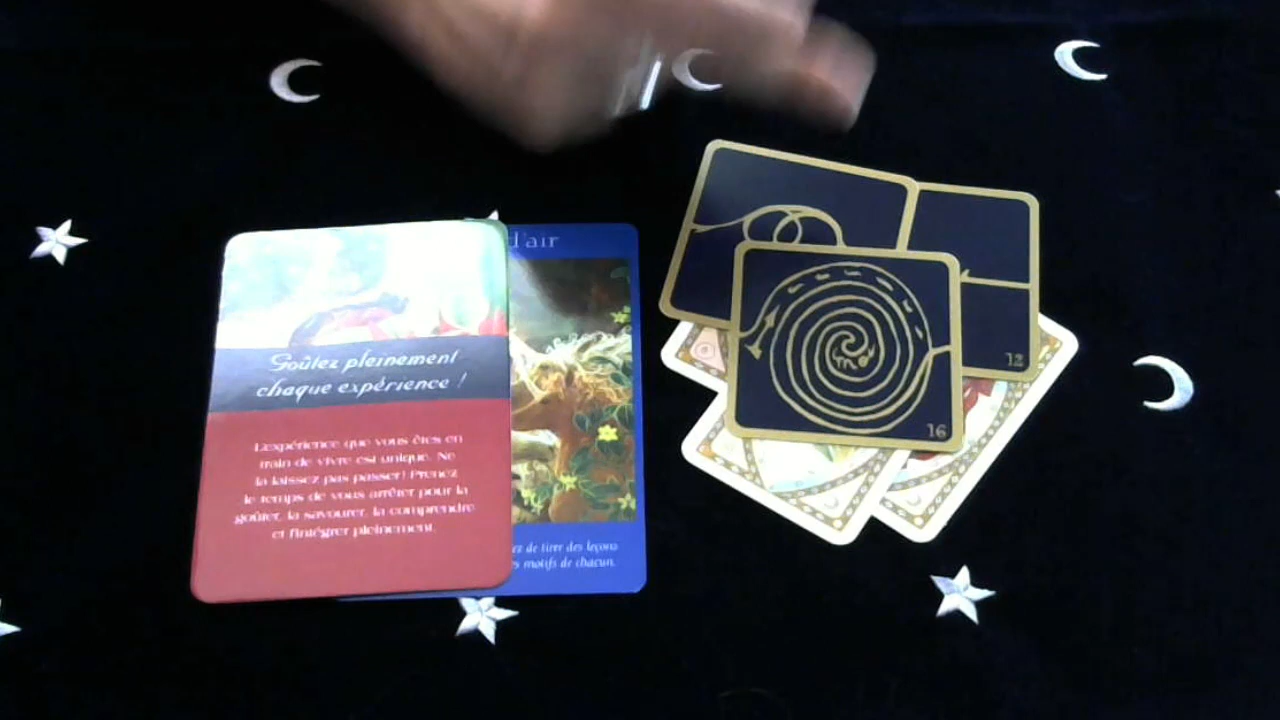 Goûtez pleinement
chaque expérience !
L'expérience que vous êtes en
train de vivre est unique. Ne
la laissez pas passer! Prenez
le temps de vous arrêter pour la
goûter, la savourer, la comprendre
et l'intégrer pleinement.
d'air
ez de tirer des leçons
s motifs de chacun.
12
16